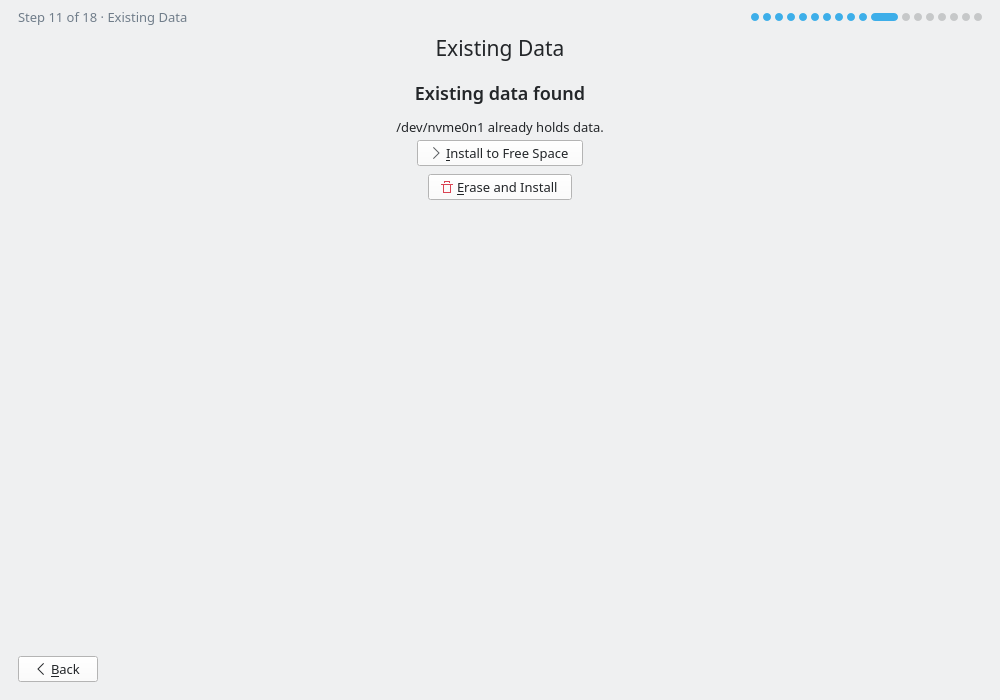 Step 11 of 18 · Existing Data
Existing Data
Existing data found
/dev/nvme0n1 already holds data.
Install to Free Space
Erase and Install
Back